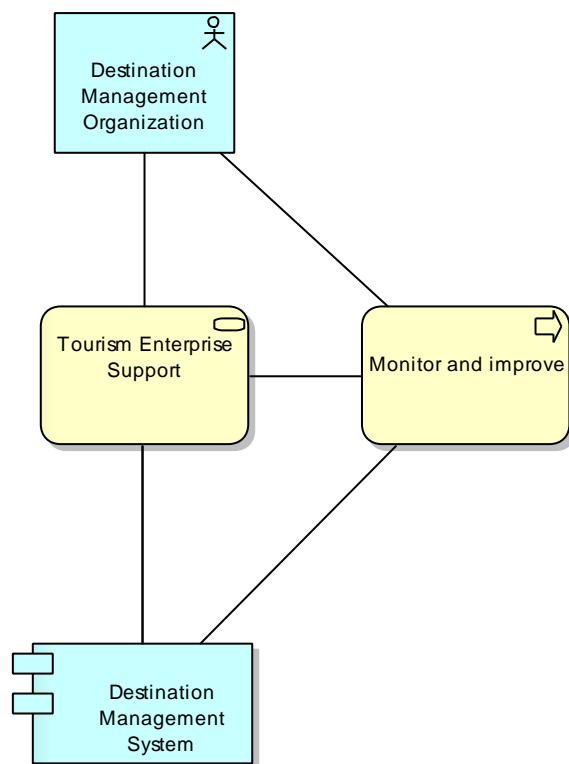 Destination
Management
Organization
Tourism Enterprise
Support
Monitor and improve
Destination
Management
System